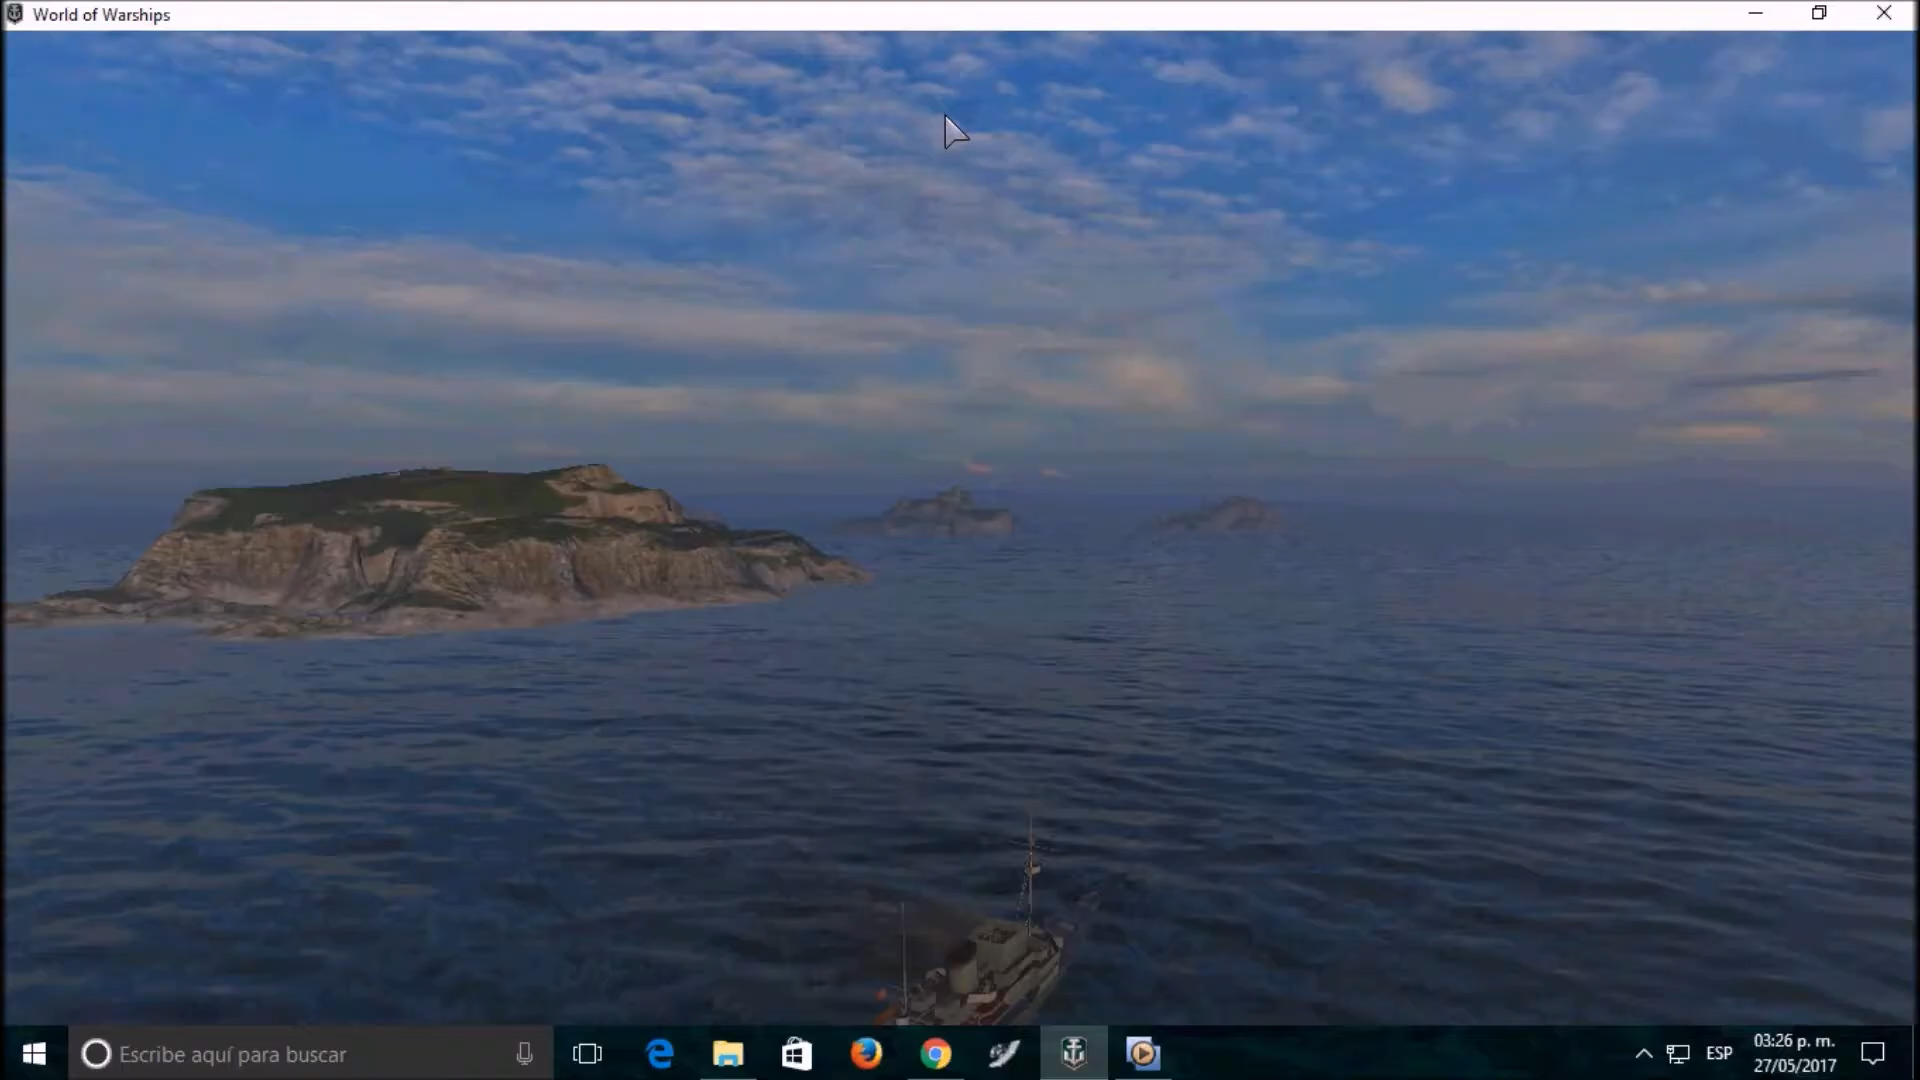 World of Warships
Escribe aquí para buscar
ESP
03:26 p. m.
27/05/2017